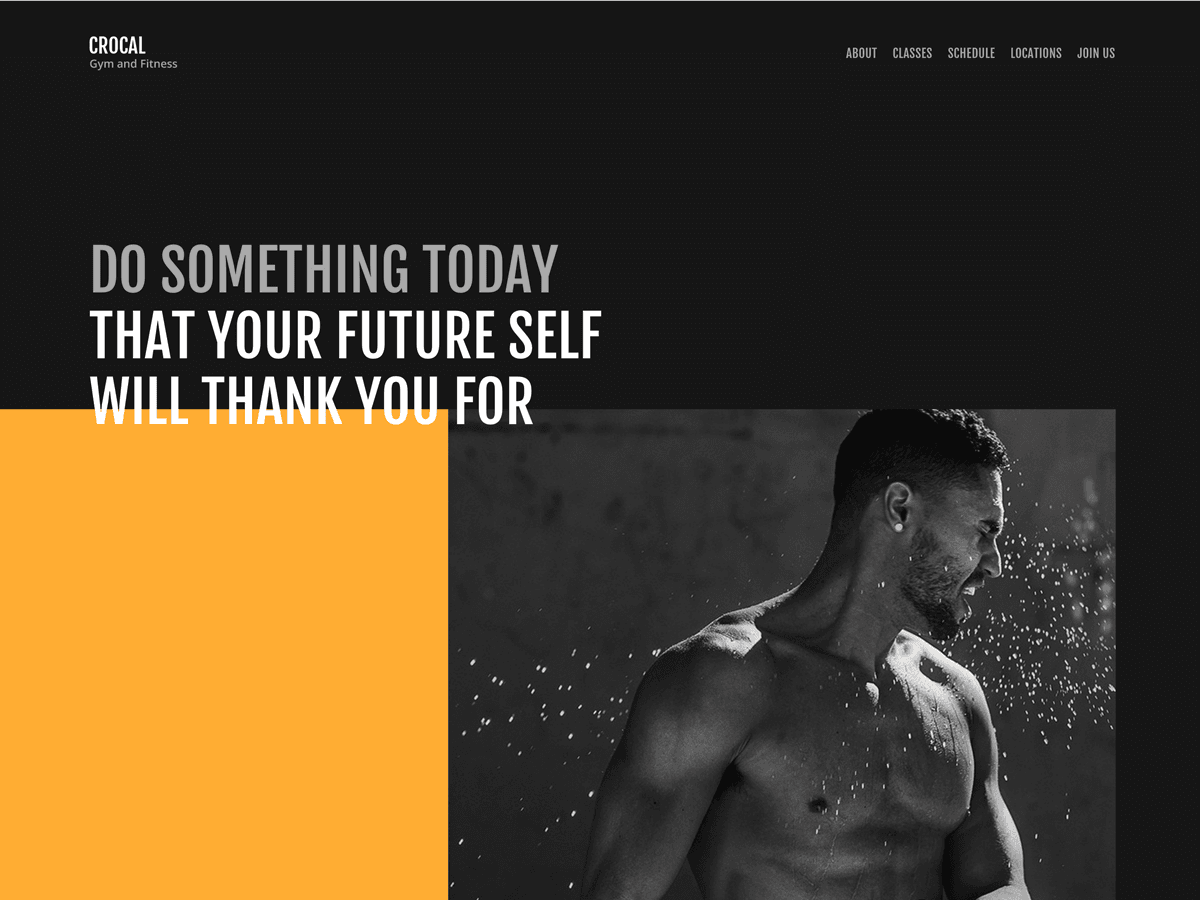 CROCAL
Gym and Fitness
ABOUT CLASSES SCHEDULE LOCATIONS JOIN US
DO SOMETHING TODAY
THAT YOUR FUTURE SELF
WILL THANK YOU FOR